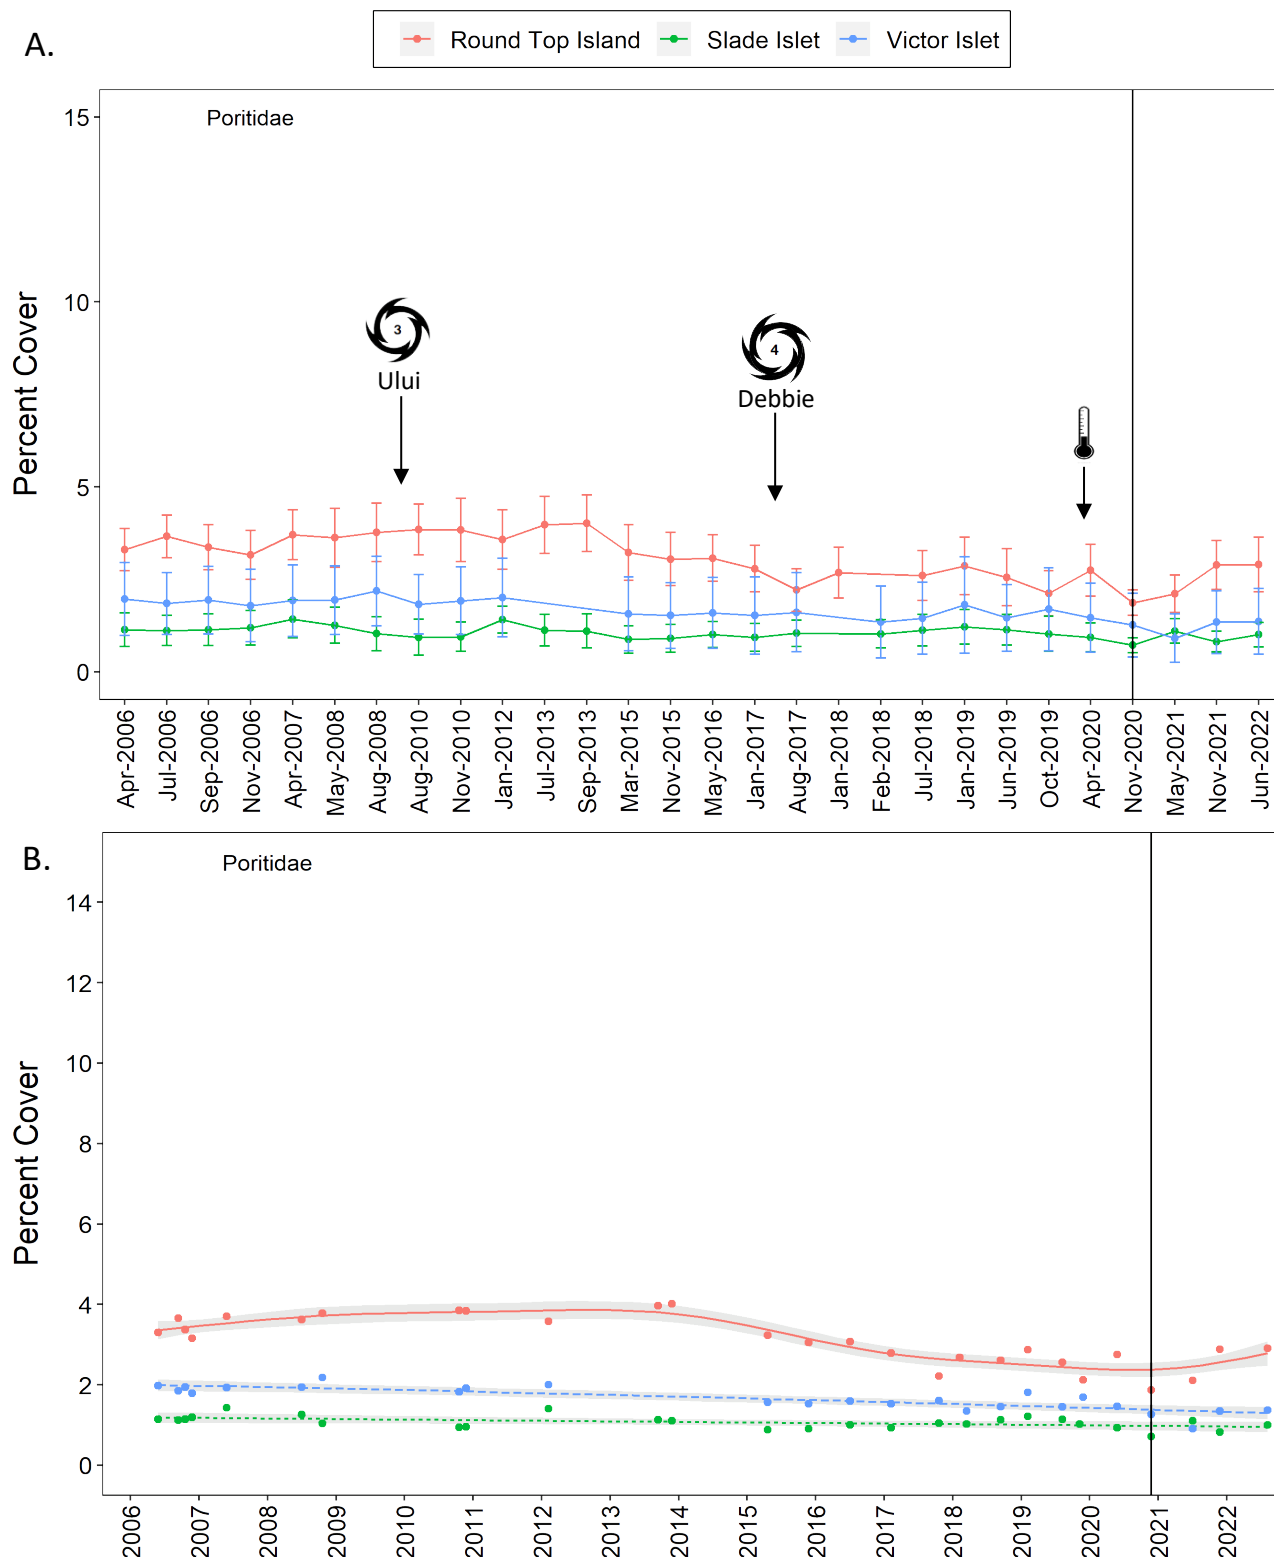 A.
Round Top Island Slade Islet Victor Islet
Poritidae
15
10
5
0
Percent Cover
3
Ului
4
Debbie
Apr-2006
Jul-2006
Sep-2006
Nov-2006
Apr-2007
May-2008
Aug-2008
Aug-2010
Nov-2010
Jan-2012
Jul-2013
Sep-2013
Mar-2015
Nov-2015
May-2016
Jan-2017
Aug-2017
Jan-2018
Feb-2018
Jul-2018
Jan-2019
Jun-2019
Oct-2019
Apr-2020
Nov-2020
May-2021
Nov-2021
Jun-2022
B.
Poritidae
14
12
10
8
6
4
2
0
Percent Cover
2006
2007
2008
2009
2010
2011
2012
2013
2014
2015
2016
2017
2018
2019
2020
2021
2022